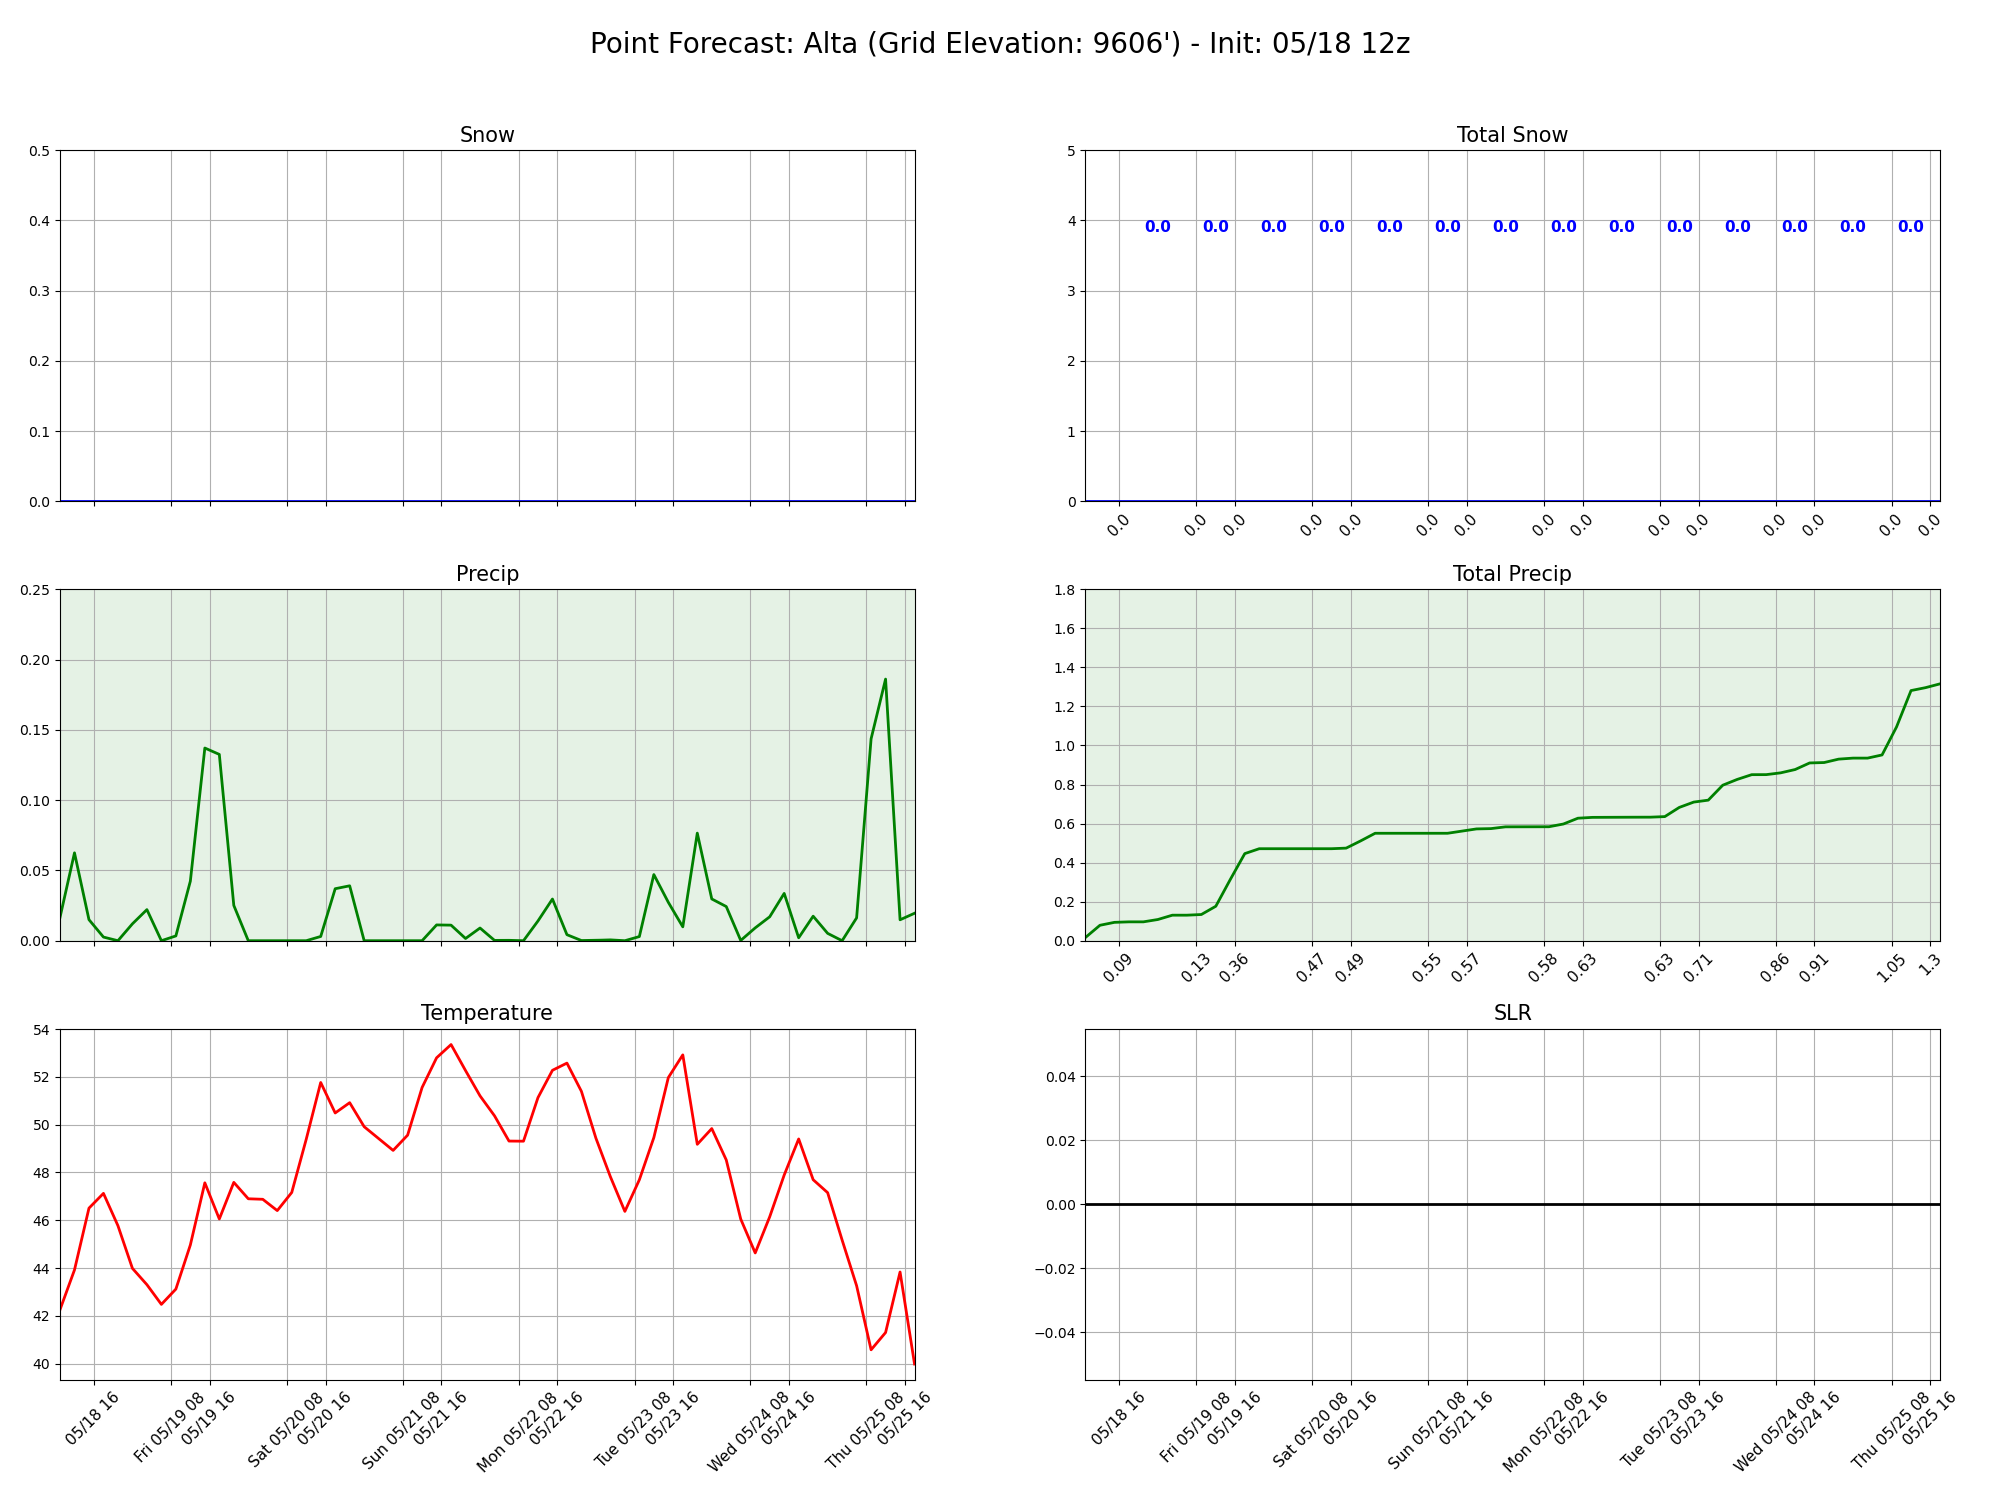 Point Forecast: Alta (Grid Elevation: 9606') - Init: 05/18 12z
Snow
0.5
0.4
0.3
0.2
0.1
0.0
Total Snow
5
4
3
2
1
0
0.0 0.0 0.0 0.0 0.0 0.0 0.0 0.0 0.0 0.0 0.0 0.0 0.0 0.0
0.0 0.0 0.0 0.0 0.0 0.0 0.0 0.0 0.0 0.0 0.0 0.0 0.0 0.0 0.0
Precip
0.25
0.20
0.15
0.10
0.05
0.00
Total Precip
1.8
1.6
1.4
1.2
1.0
0.8
0.6
0.4
0.2
0.0
0.09 0.13 0.36 0.47 0.49 0.55 0.57 0.58 0.63 0.63 0.71 0.86 0.91 1.05 1.3
Temperature
54
52
50
48
46
44
42
40
05/18 16
Fri 05/19 08
05/19 16
Sat 05/20 08
05/20 16
Sun 05/21 08
05/21 16
Mon 05/22 08
05/22 16
Tue 05/23 08
05/23 16
Wed 05/24 08
05/24 16
Thu 05/25 08
05/25 16
SLR
0.04
0.02
0.00
−0.02
−0.04
05/18 16
Fri 05/19 08
05/19 16
Sat 05/20 08
05/20 16
Sun 05/21 08
05/21 16
Mon 05/22 08
05/22 16
Tue 05/23 08
05/23 16
Wed 05/24 08
05/24 16
Thu 05/25 08
05/25 16